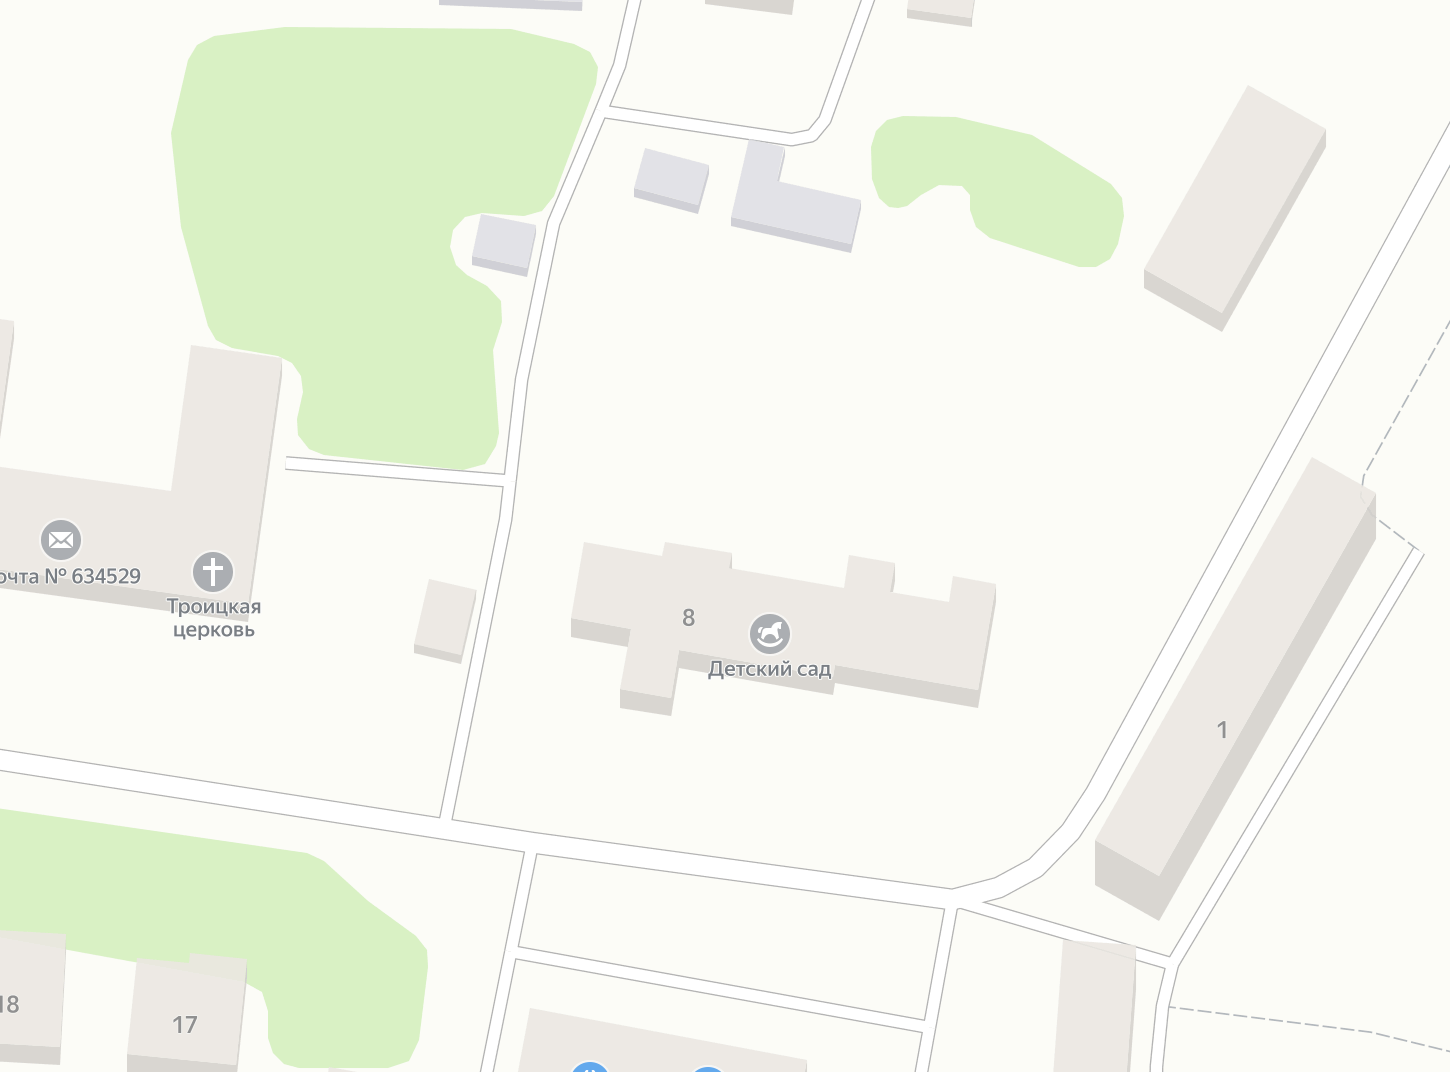 очта № 634529
Троицкая
церковь
8
Детский сад
1
18
17